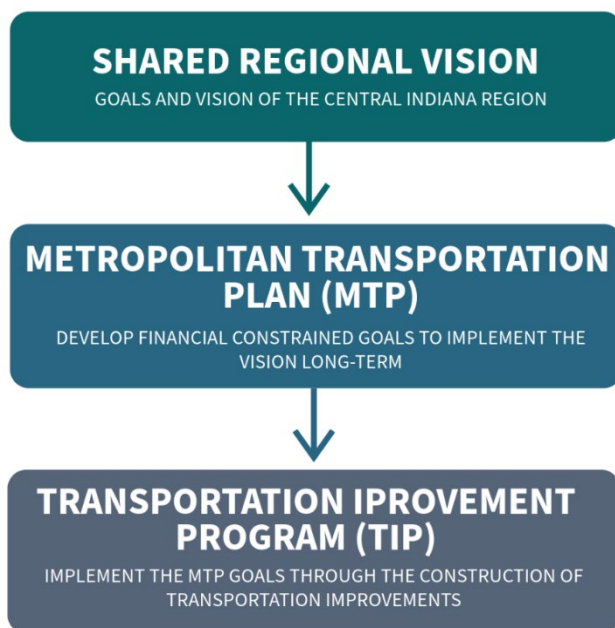 SHARED REGIONAL VISION
GOALS AND VISION OF THE CENTRAL INDIANA REGION
METROPOLITAN TRANSPORTATION
PLAN (MTP)
DEVELOP FINANCIAL CONSTRAINED GOALS TO IMPLEMENT THE
VISION LONG-TERM
TRANSPORTATION IPROVEMENT
PROGRAM (TIP)
IMPLEMENT THE MTP GOALS THROUGH THE CONSTRUCTION OF
TRANSPORTATION IMPROVEMENTS